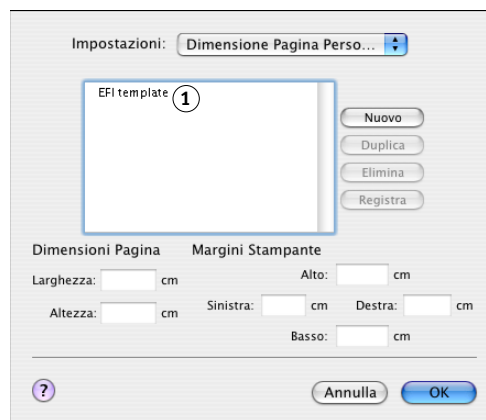 Impostazioni: Dimensione Pagina Perso...
EFI template 1
Nuovo
Duplica
Elimina
Registra
Dimensioni Pagina Margini Stampante
Larghezza: cm Alto: cm
Altezza: cm Sinistra: cm Destra: cm
Basso: cm
? Annulla OK